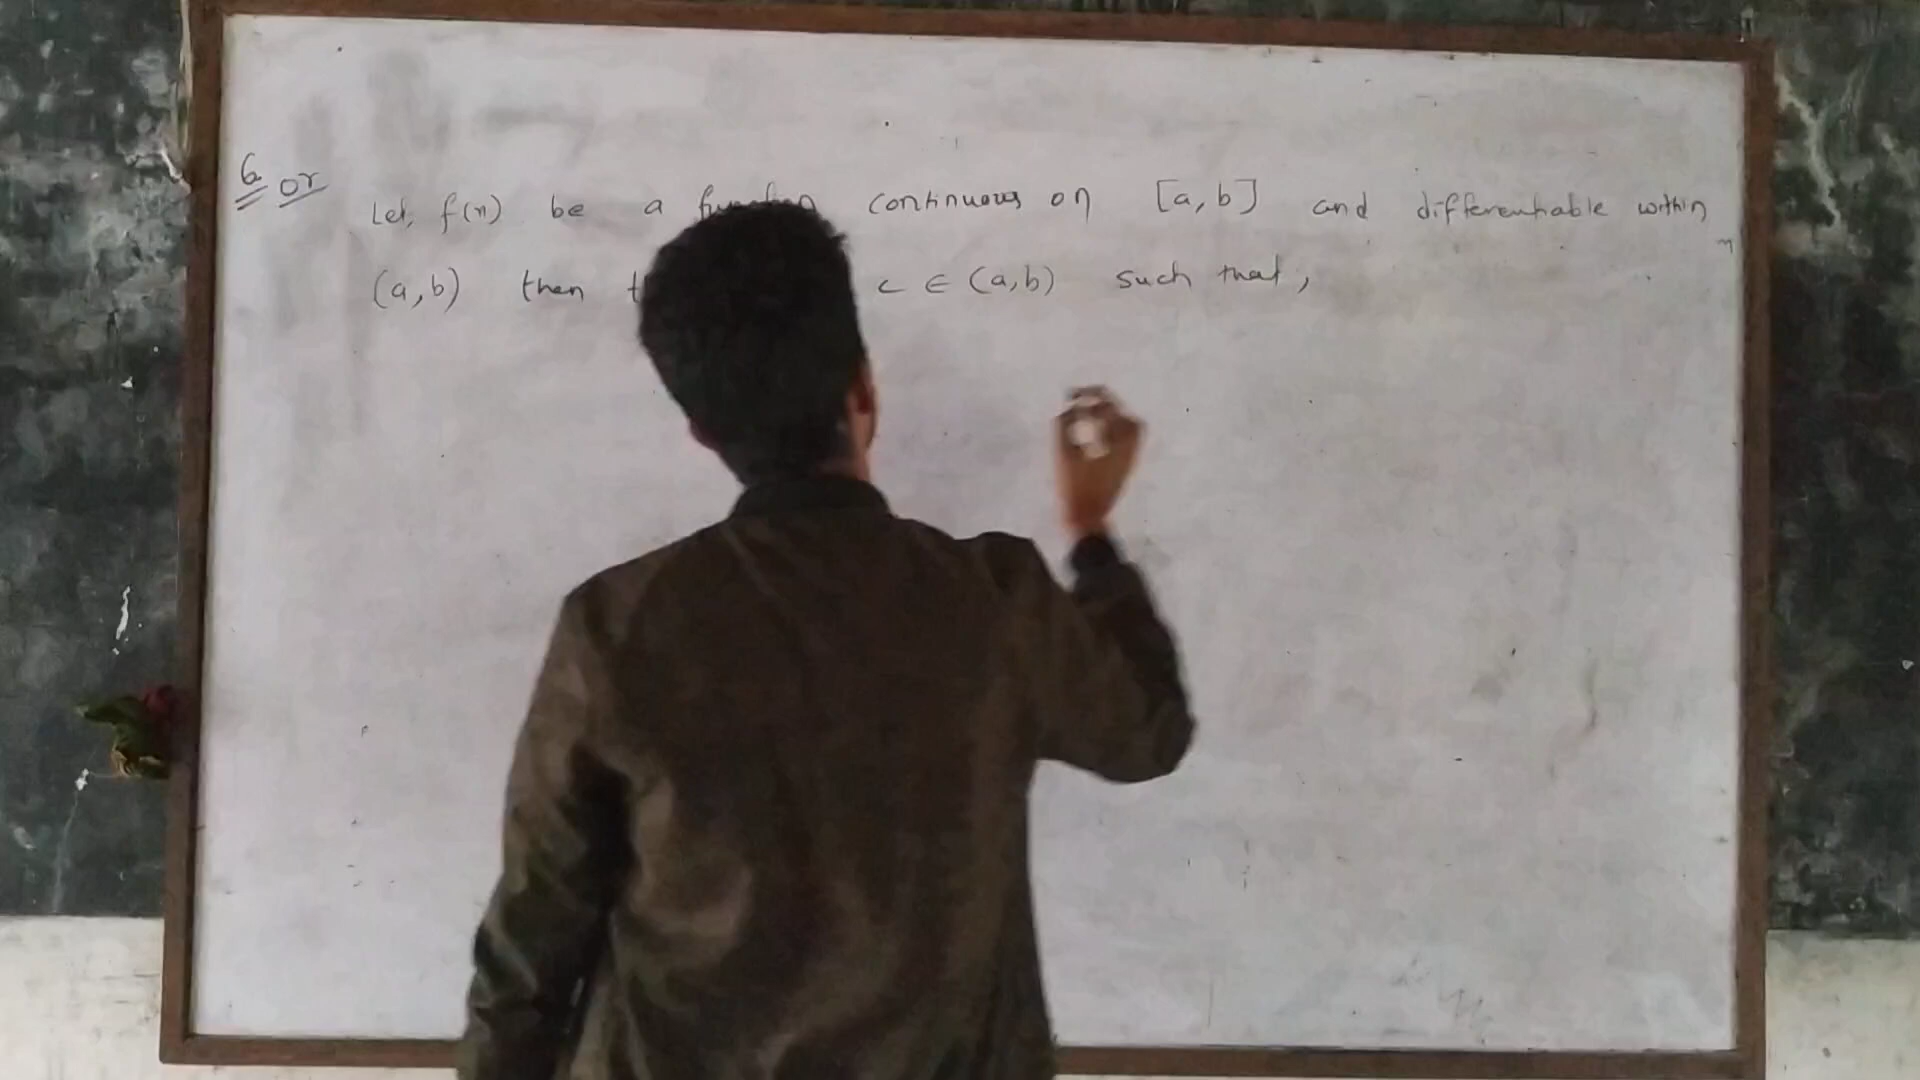 6 or
Let, f(x) be a function continuous on [a,b] and differentiable within
(a,b) then c ∈ (a,b) such that,